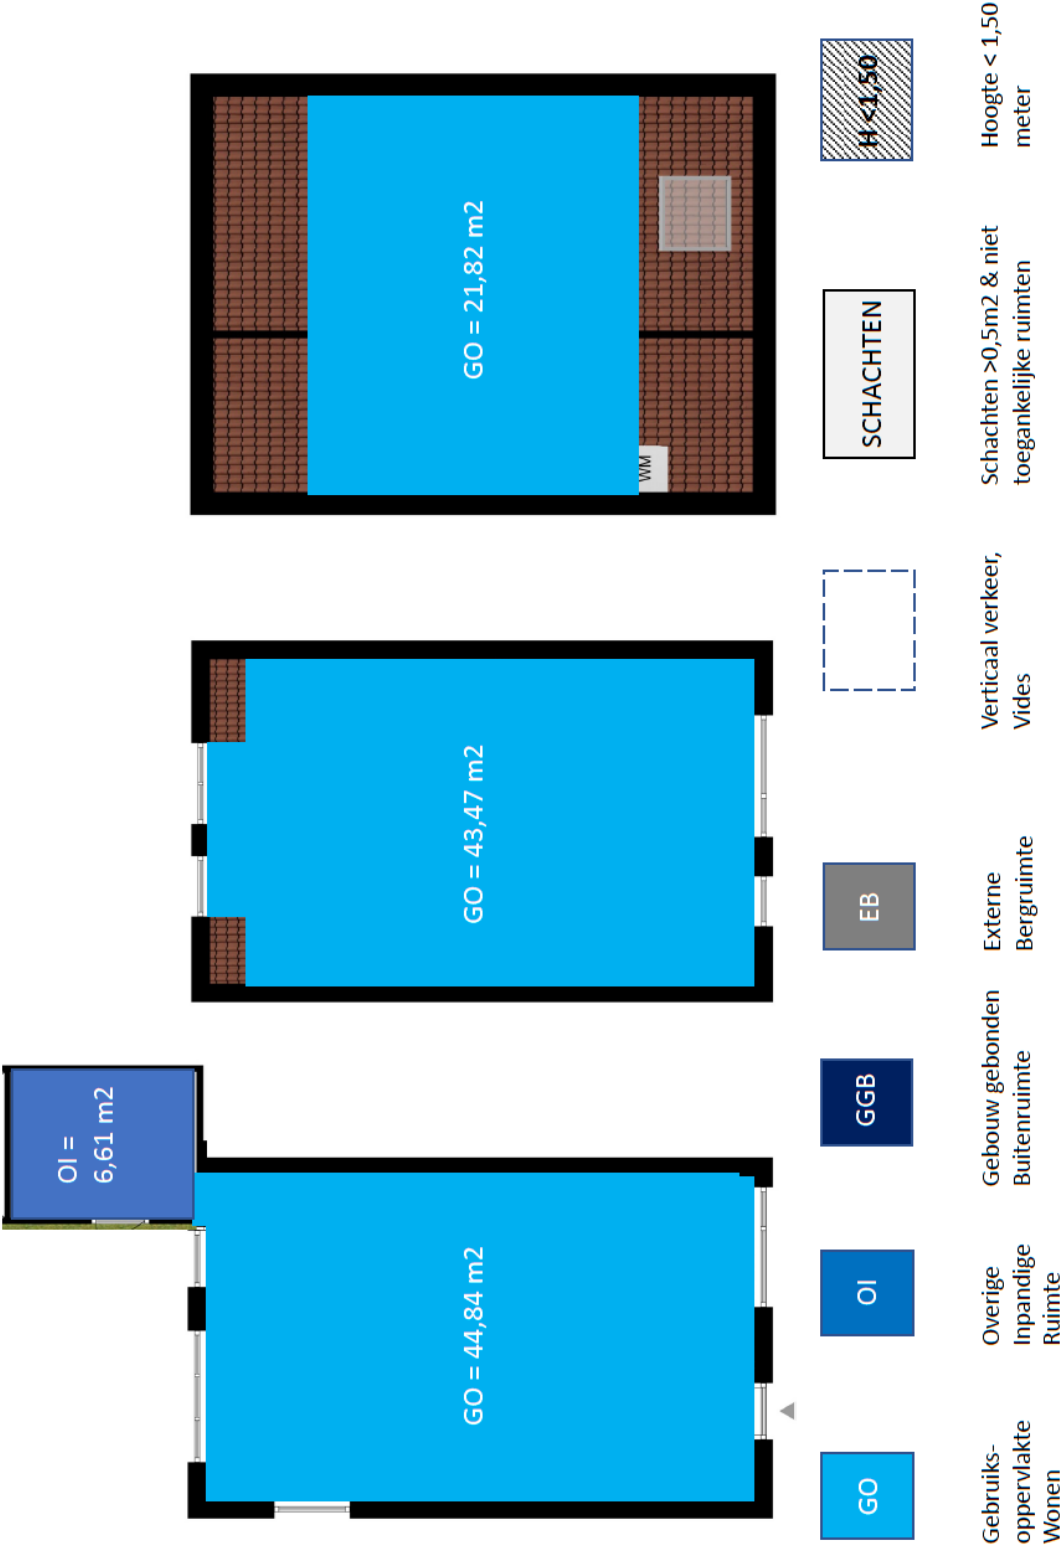 OI =
6,61 m2
GO = 44,84 m2
GO = 43,47 m2
GO = 21,82 m2
WM
GO
Gebruiks-
oppervlakte
Wonen
OI
Overige
Inpandige
Ruimte
GGB
Gebouw gebonden
Buitenruimte
EB
Externe
Bergruimte
Verticaal verkeer,
Vides
SCHACHTEN
Schachten >0,5m2 & niet
toegankelijke ruimten
H <1,50
Hoogte < 1,50
meter